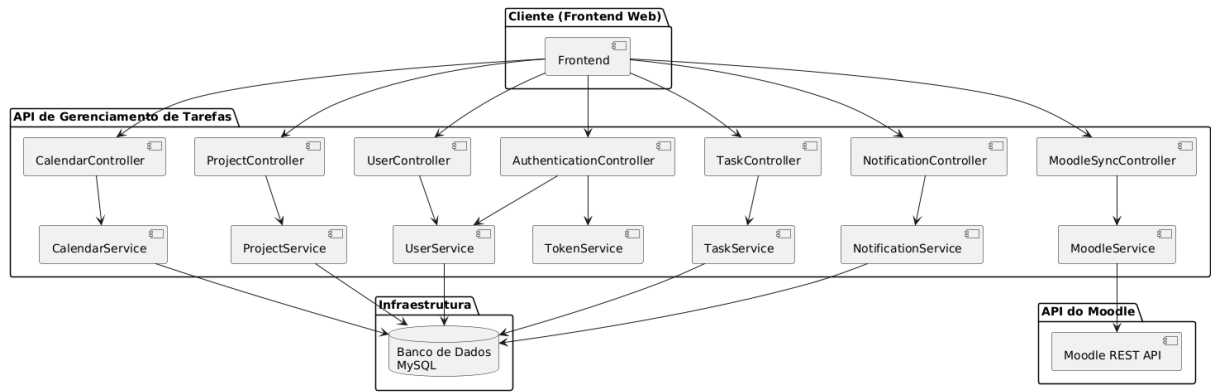 Cliente (Frontend Web)
Frontend
API de Gerenciamento de Tarefas
CalendarController
ProjectController
UserController
AuthenticationController
TaskController
NotificationController
MoodleSyncController
CalendarService
ProjectService
UserService
TokenService
TaskService
NotificationService
MoodleService
Infraestrutura
Banco de Dados
MySQL
API do Moodle
Moodle REST API